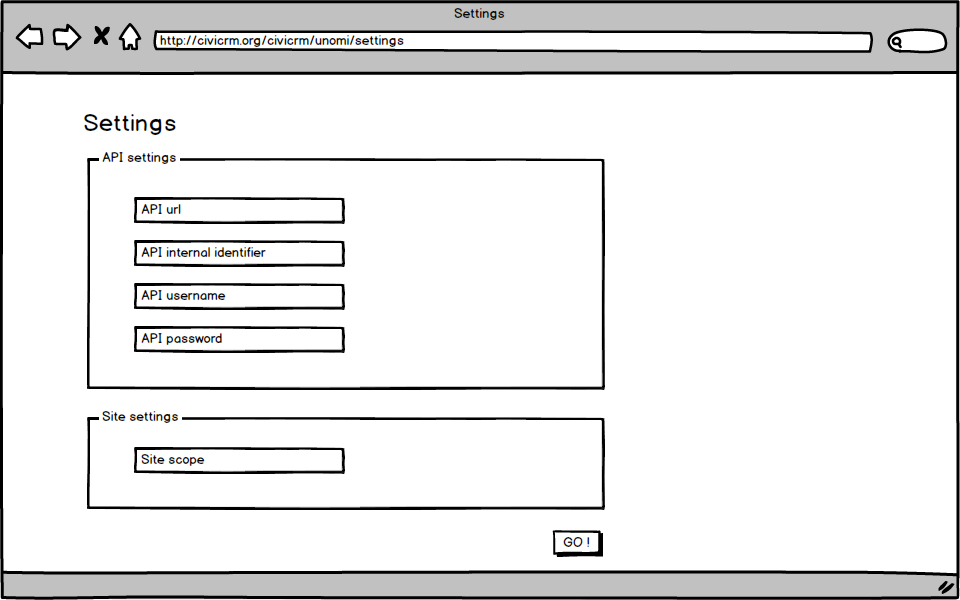 Settings
http://civicrm.org/civicrm/unomi/settings
Settings
API settings
API url
API internal identifier
API username
API password
Site settings
Site scope
GO !